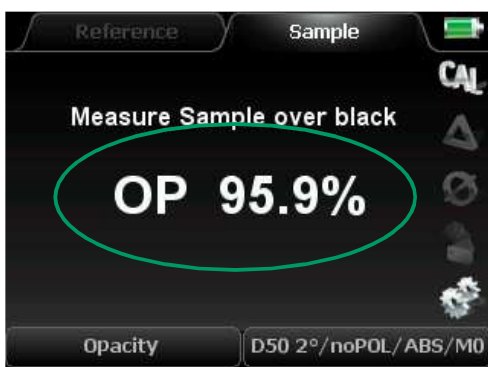 Reference Sample
CAL
Measure Sample over black
OP 95.9%
Opacity D50 2°/noPOL/ABS/M0